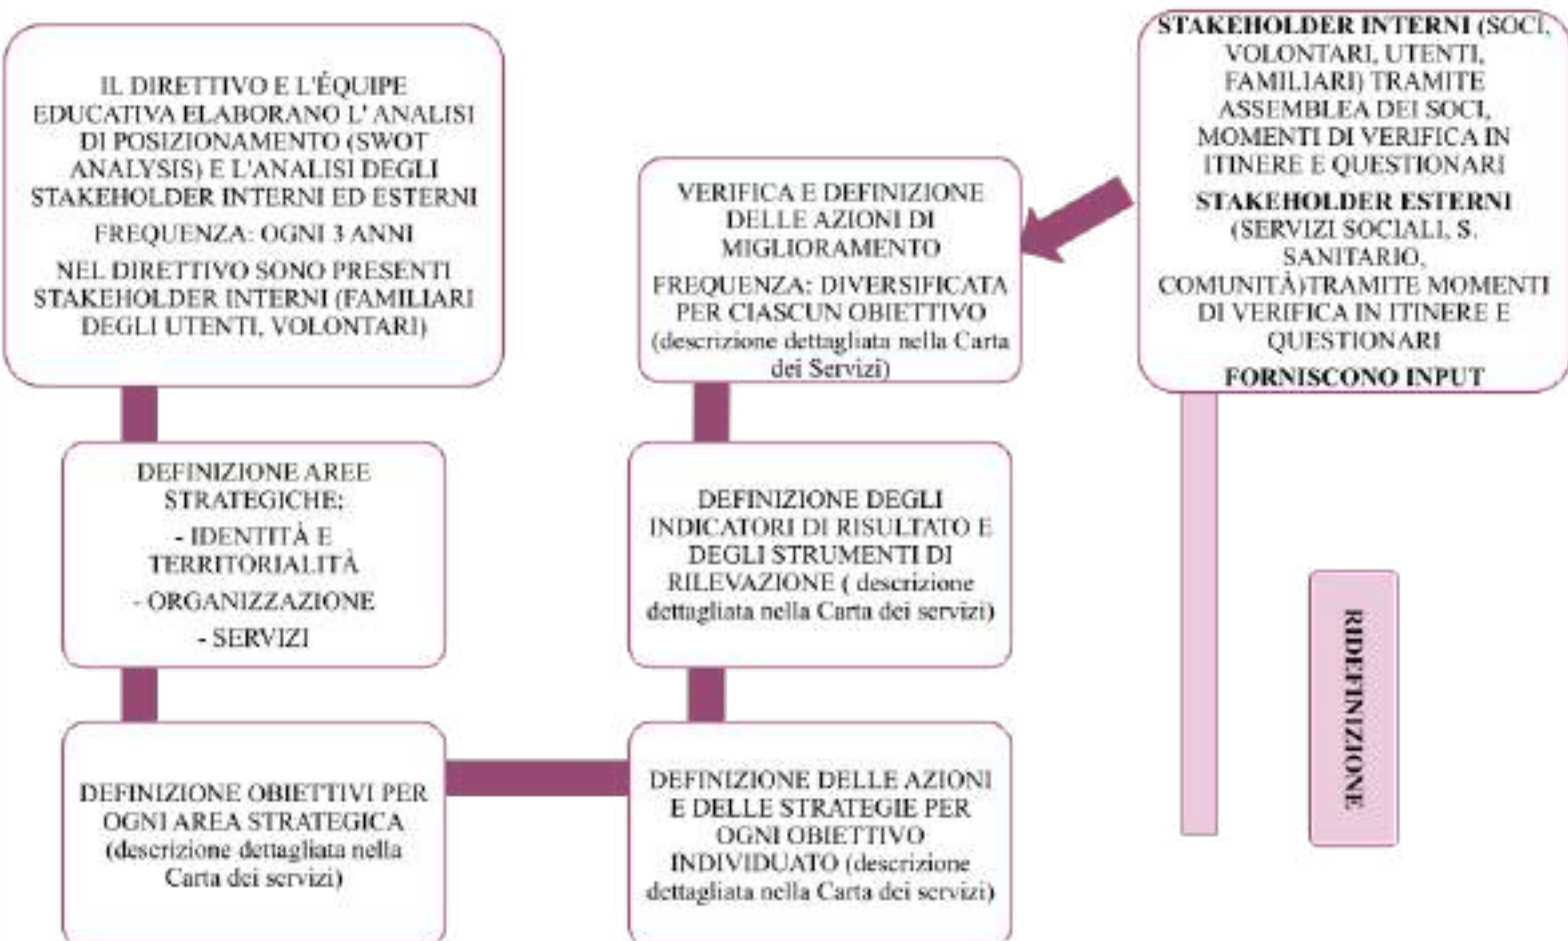 IL DIRETTIVO E L'ÉQUIPE
EDUCATIVA ELABORANO L' ANALISI
DI POSIZIONAMENTO (SWOT
ANALYSIS) E L'ANALISI DEGLI
STAKEHOLDER INTERNI ED ESTERNI
FREQUENZA: OGNI 3 ANNI
NEL DIRETTIVO SONO PRESENTI
STAKEHOLDER INTERNI (FAMILIARI
DEGLI UTENTI, VOLONTARI)
DEFINIZIONE AREE
STRATEGICHE:
- IDENTITÀ E
TERRITORIALITÀ
- ORGANIZZAZIONE
- SERVIZI
DEFINIZIONE OBIETTIVI PER
OGNI AREA STRATEGICA
(descrizione dettagliata nella
Carta dei servizi)
DEFINIZIONE DELLE AZIONI
E DELLE STRATEGIE PER
OGNI OBIETTIVO
INDIVIDUATO (descrizione
dettagliata nella Carta dei servizi)
DEFINIZIONE DEGLI
INDICATORI DI RISULTATO E
DEGLI STRUMENTI DI
RILEVAZIONE ( descrizione
dettagliata nella Carta dei servizi)
VERIFICA E DEFINIZIONE
DELLE AZIONI DI
MIGLIORAMENTO
FREQUENZA: DIVERSIFICATA
PER CIASCUN OBIETTIVO
(descrizione dettagliata nella Carta
dei Servizi)
STAKEHOLDER INTERNI (SOCI,
VOLONTARI, UTENTI,
FAMILIARI) TRAMITE
ASSEMBLEA DEI SOCI,
MOMENTI DI VERIFICA IN
ITINERE E QUESTIONARI
STAKEHOLDER ESTERNI
(SERVIZI SOCIALI, S.
SANITARIO,
COMUNITÀ)TRAMITE MOMENTI
DI VERIFICA IN ITINERE E
QUESTIONARI
FORNISCONO INPUT
RIDEFINIZIONE